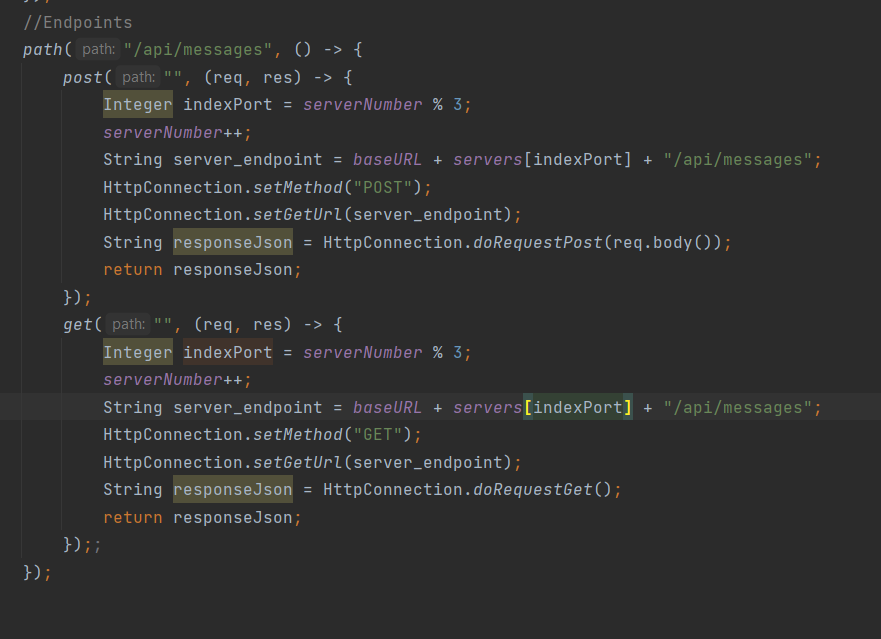 //Endpoints
path( path: "/api/messages", () -> {
post( path: "", (req, res) -> {
Integer indexPort = serverNumber % 3;
serverNumber++;
String server_endpoint = baseURL + servers[indexPort] + "/api/messages";
HttpConnection.setMethod("POST");
HttpConnection.setGetUrl(server_endpoint);
String responseJson = HttpConnection.doRequestPost(req.body());
return responseJson;
});
get( path: "", (req, res) -> {
Integer indexPort = serverNumber % 3;
serverNumber++;
String server_endpoint = baseURL + servers[indexPort] + "/api/messages";
HttpConnection.setMethod("GET");
HttpConnection.setGetUrl(server_endpoint);
String responseJson = HttpConnection.doRequestGet();
return responseJson;
});;
});